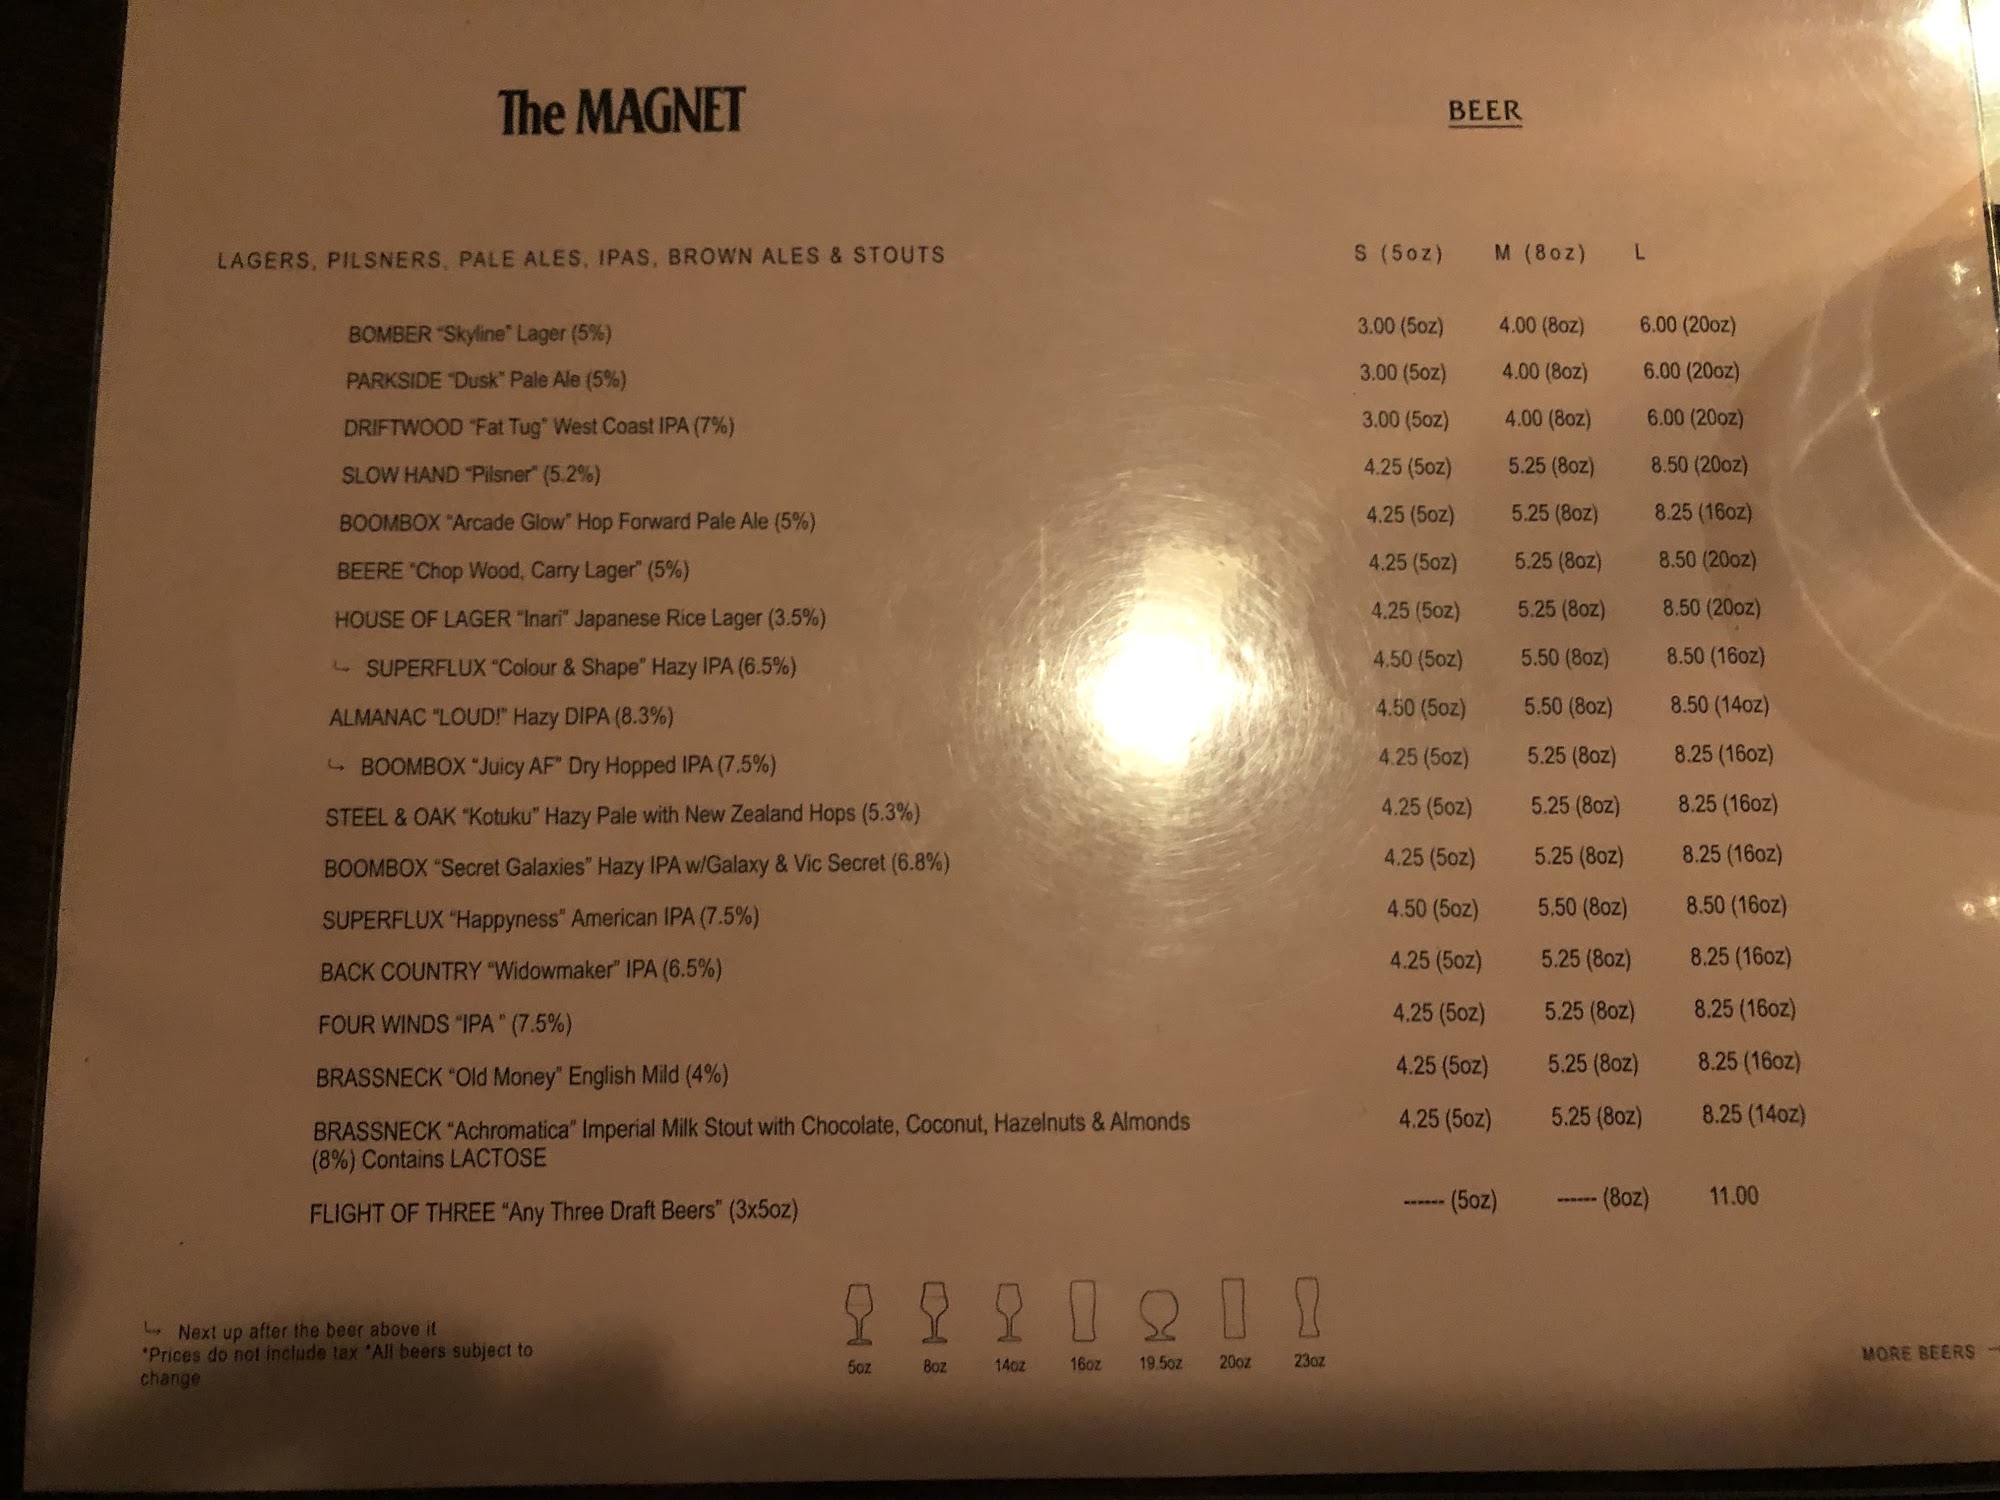 The MAGNET
BEER
LAGERS, PILSNERS, PALE ALES, IPAS, BROWN ALES & STOUTS S (5oz) M (8oz) L
BOMBER “Skyline” Lager (5%) 3.00 (5oz) 4.00 (8oz) 6.00 (20oz)
PARKSIDE “Dusk” Pale Ale (5%) 3.00 (5oz) 4.00 (8oz) 6.00 (20oz)
DRIFTWOOD “Fat Tug” West Coast IPA (7%) 3.00 (5oz) 4.00 (8oz) 6.00 (20oz)
SLOW HAND “Pilsner” (5.2%) 4.25 (5oz) 5.25 (8oz) 8.50 (20oz)
BOOMBOX “Arcade Glow” Hop Forward Pale Ale (5%) 4.25 (5oz) 5.25 (8oz) 8.25 (16oz)
BEERE “Chop Wood, Carry Lager” (5%) 4.25 (5oz) 5.25 (8oz) 8.50 (20oz)
HOUSE OF LAGER “Inari” Japanese Rice Lager (3.5%) 4.25 (5oz) 5.25 (8oz) 8.50 (20oz)
↳ SUPERFLUX “Colour & Shape” Hazy IPA (6.5%) 4.50 (5oz) 5.50 (8oz) 8.50 (16oz)
ALMANAC “LOUD!” Hazy DIPA (8.3%) 4.50 (5oz) 5.50 (8oz) 8.50 (14oz)
↳ BOOMBOX “Juicy AF” Dry Hopped IPA (7.5%) 4.25 (5oz) 5.25 (8oz) 8.25 (16oz)
STEEL & OAK “Kotuku” Hazy Pale with New Zealand Hops (5.3%) 4.25 (5oz) 5.25 (8oz) 8.25 (16oz)
BOOMBOX “Secret Galaxies” Hazy IPA w/Galaxy & Vic Secret (6.8%) 4.25 (5oz) 5.25 (8oz) 8.25 (16oz)
SUPERFLUX “Happyness” American IPA (7.5%) 4.50 (5oz) 5.50 (8oz) 8.50 (16oz)
BACK COUNTRY “Widowmaker” IPA (6.5%) 4.25 (5oz) 5.25 (8oz) 8.25 (16oz)
FOUR WINDS “IPA ” (7.5%) 4.25 (5oz) 5.25 (8oz) 8.25 (16oz)
BRASSNECK “Old Money” English Mild (4%) 4.25 (5oz) 5.25 (8oz) 8.25 (16oz)
BRASSNECK “Achromatica” Imperial Milk Stout with Chocolate, Coconut, Hazelnuts & Almonds 4.25 (5oz) 5.25 (8oz) 8.25 (14oz)
(8%) Contains LACTOSE
FLIGHT OF THREE “Any Three Draft Beers” (3x5oz) ------ (5oz) ------ (8oz) 11.00
↳ Next up after the beer above it
*Prices do not include tax *All beers subject to
change
5oz 8oz 14oz 16oz 19.5oz 20oz 23oz
MORE BEERS →